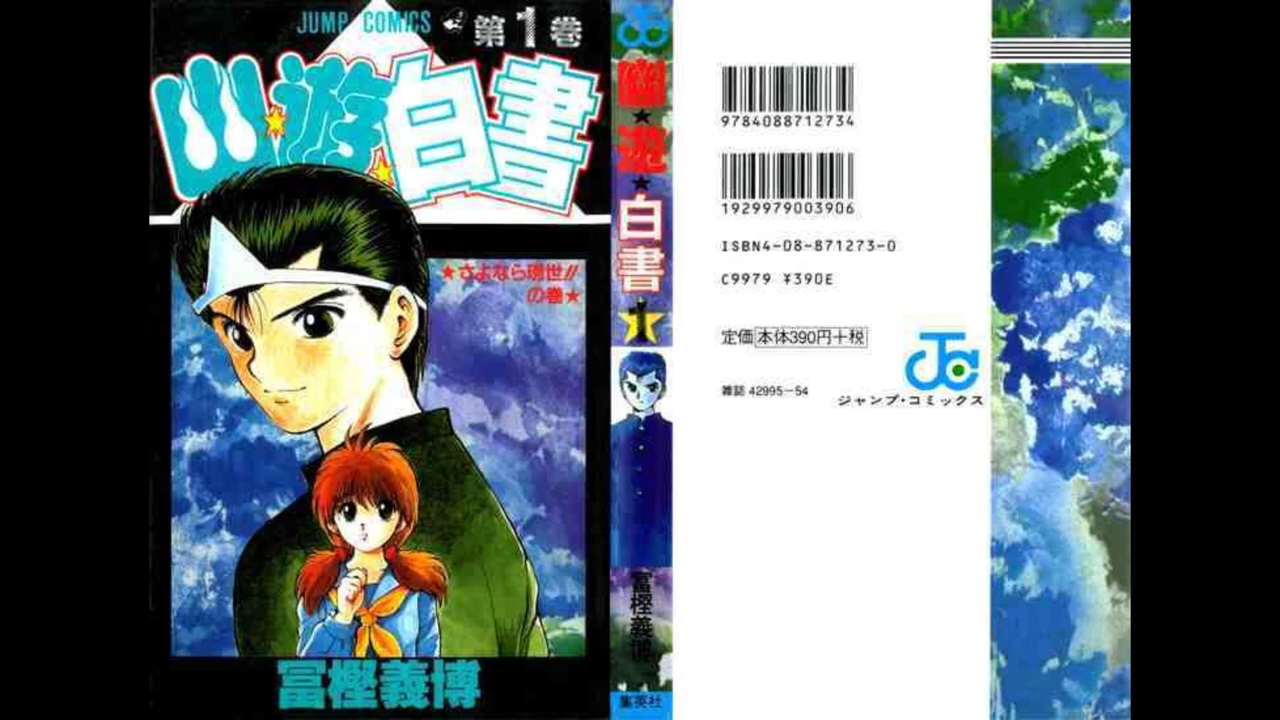 JUMP COMICS
第1巻
幽★遊★白書
★さよなら現世!!
の巻★
冨樫義博
幽★遊★白書
1
冨樫義博
集英社
9784088712734
1929979003906
ISBN4-08-871273-0
C9979 ¥390E
定価 本体390円+税
雑誌 42995-54
ジャンプ・コミックス